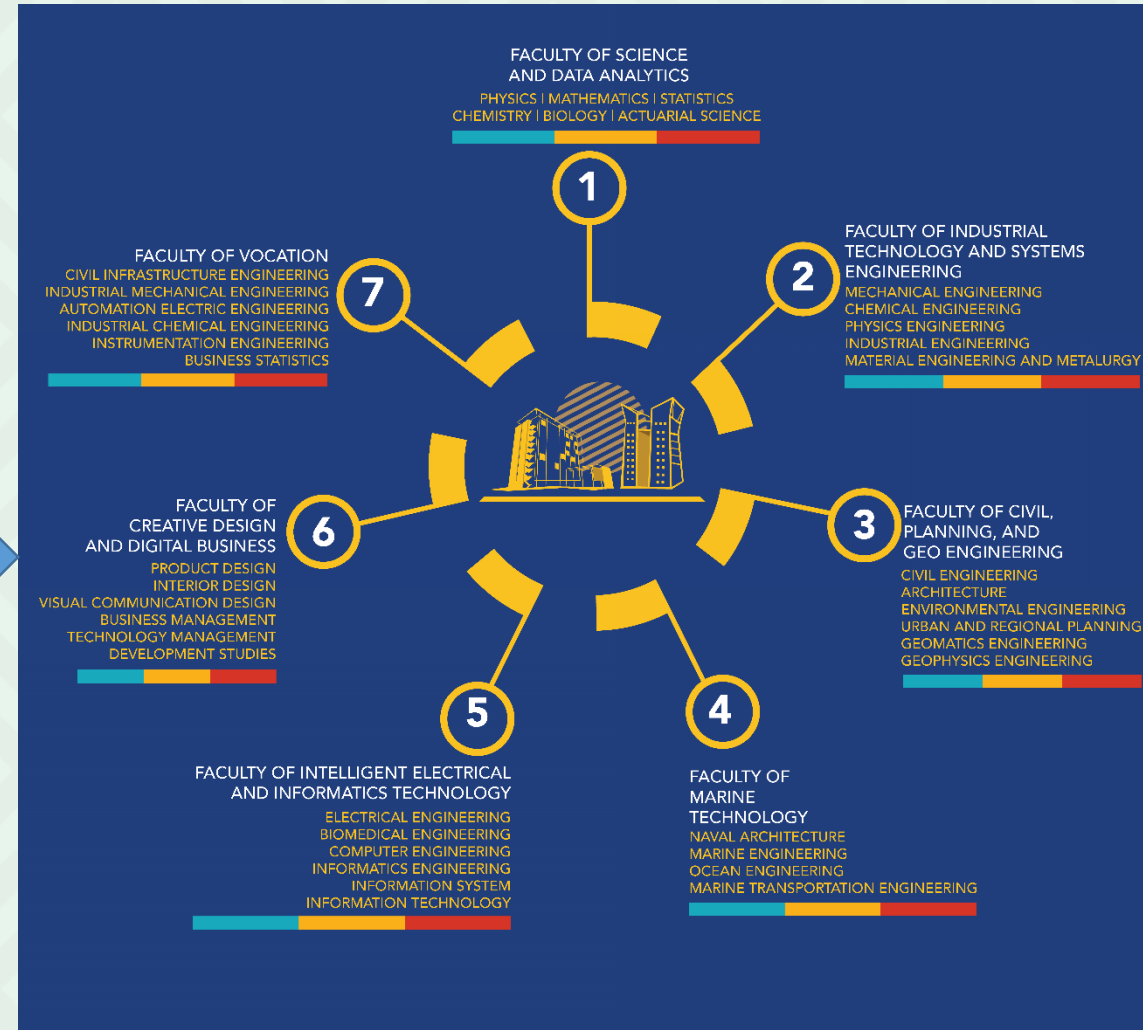 FACULTY OF SCIENCE
AND DATA ANALYTICS
PHYSICS | MATHEMATICS | STATISTICS
CHEMISTRY | BIOLOGY | ACTUARIAL SCIENCE
1
FACULTY OF INDUSTRIAL
TECHNOLOGY AND SYSTEMS
ENGINEERING
MECHANICAL ENGINEERING
CHEMICAL ENGINEERING
PHYSICS ENGINEERING
INDUSTRIAL ENGINEERING
MATERIAL ENGINEERING AND METALURGY
2
FACULTY OF CIVIL,
PLANNING, AND
GEO ENGINEERING
CIVIL ENGINEERING
ARCHITECTURE
ENVIRONMENTAL ENGINEERING
URBAN AND REGIONAL PLANNING
GEOMATICS ENGINEERING
GEOPHYSICS ENGINEERING
3
4
FACULTY OF
MARINE
TECHNOLOGY
NAVAL ARCHITECTURE
MARINE ENGINEERING
OCEAN ENGINEERING
MARINE TRANSPORTATION ENGINEERING
5
FACULTY OF INTELLIGENT ELECTRICAL
AND INFORMATICS TECHNOLOGY
ELECTRICAL ENGINEERING
BIOMEDICAL ENGINEERING
COMPUTER ENGINEERING
INFORMATICS ENGINEERING
INFORMATION SYSTEM
INFORMATION TECHNOLOGY
6
FACULTY OF
CREATIVE DESIGN
AND DIGITAL BUSINESS
PRODUCT DESIGN
INTERIOR DESIGN
VISUAL COMMUNICATION DESIGN
BUSINESS MANAGEMENT
TECHNOLOGY MANAGEMENT
DEVELOPMENT STUDIES
7
FACULTY OF VOCATION
CIVIL INFRASTRUCTURE ENGINEERING
INDUSTRIAL MECHANICAL ENGINEERING
AUTOMATION ELECTRIC ENGINEERING
INDUSTRIAL CHEMICAL ENGINEERING
INSTRUMENTATION ENGINEERING
BUSINESS STATISTICS